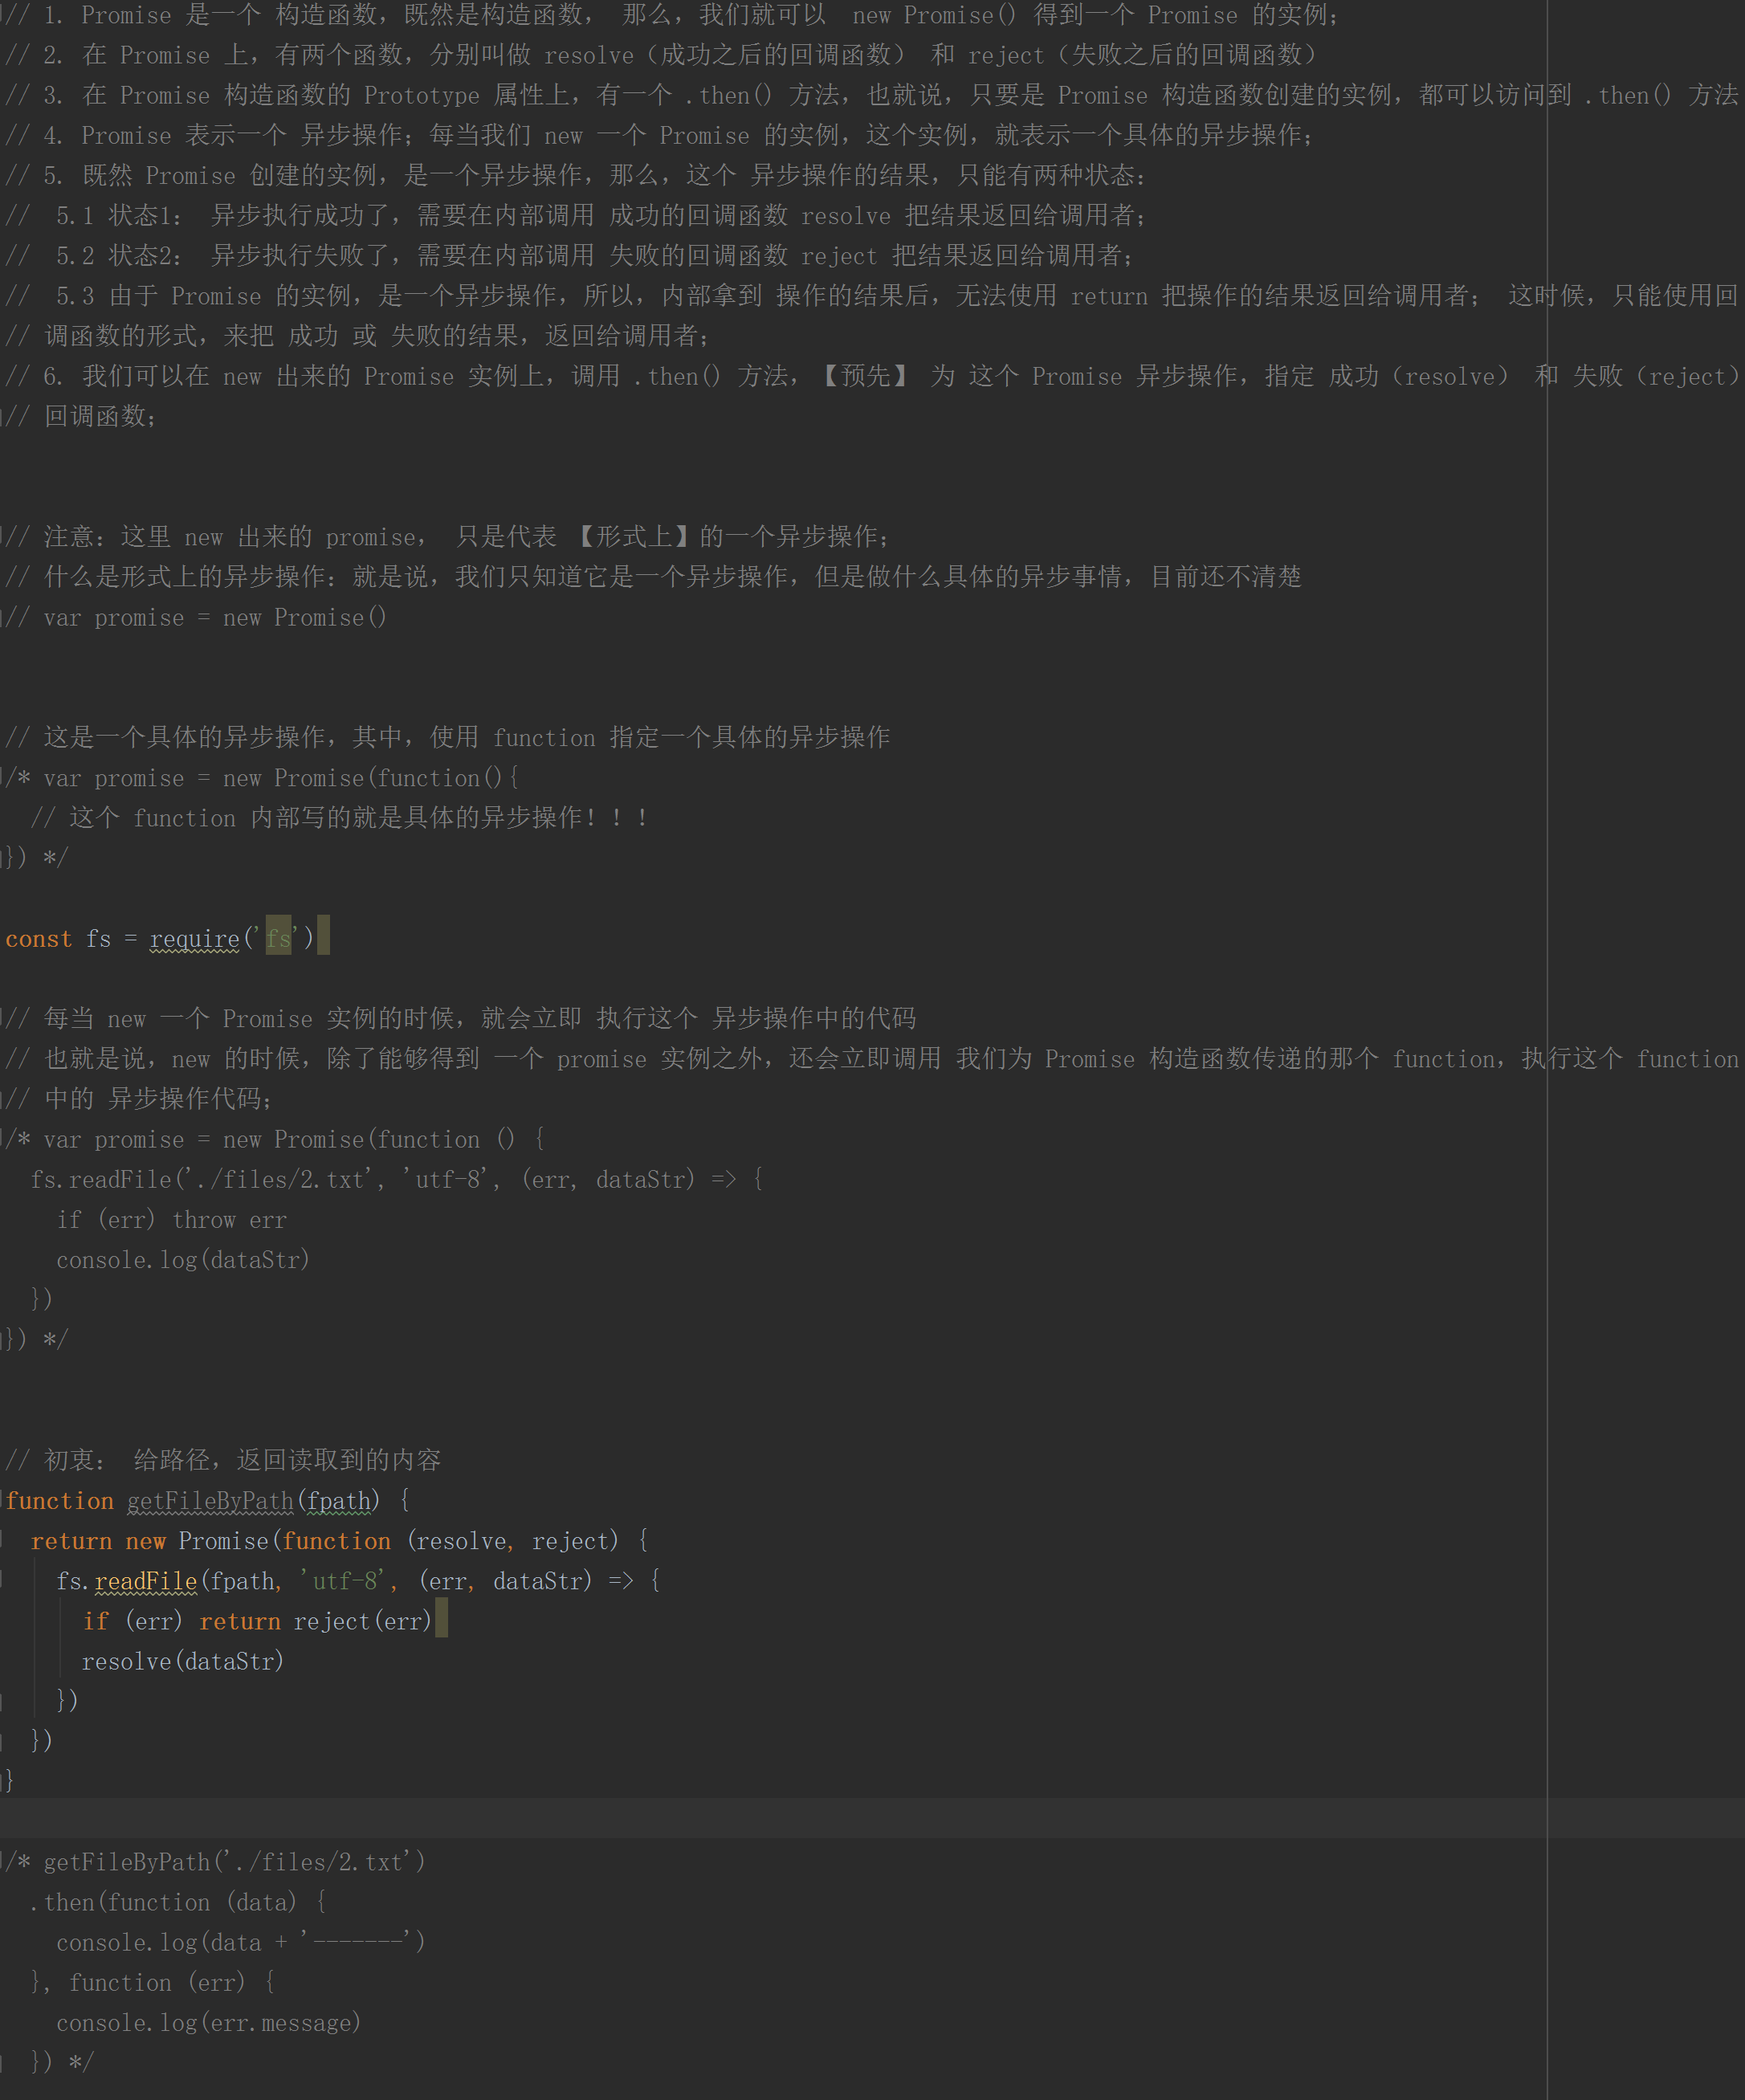 // 1. Promise 是一个 构造函数，既然是构造函数， 那么，我们就可以  new Promise() 得到一个 Promise 的实例；
// 2. 在 Promise 上，有两个函数，分别叫做 resolve（成功之后的回调函数） 和 reject（失败之后的回调函数）
// 3. 在 Promise 构造函数的 Prototype 属性上，有一个 .then() 方法，也就说，只要是 Promise 构造函数创建的实例，都可以访问到 .then() 方法
// 4. Promise 表示一个 异步操作；每当我们 new 一个 Promise 的实例，这个实例，就表示一个具体的异步操作；
// 5. 既然 Promise 创建的实例，是一个异步操作，那么，这个 异步操作的结果，只能有两种状态：
//  5.1 状态1： 异步执行成功了，需要在内部调用 成功的回调函数 resolve 把结果返回给调用者；
//  5.2 状态2： 异步执行失败了，需要在内部调用 失败的回调函数 reject 把结果返回给调用者；
//  5.3 由于 Promise 的实例，是一个异步操作，所以，内部拿到 操作的结果后，无法使用 return 把操作的结果返回给调用者； 这时候，只能使用回
// 调函数的形式，来把 成功 或 失败的结果，返回给调用者；
// 6. 我们可以在 new 出来的 Promise 实例上，调用 .then() 方法，【预先】 为 这个 Promise 异步操作，指定 成功（resolve） 和 失败（reject）
// 回调函数；
// 注意：这里 new 出来的 promise， 只是代表 【形式上】的一个异步操作；
// 什么是形式上的异步操作：就是说，我们只知道它是一个异步操作，但是做什么具体的异步事情，目前还不清楚
// var promise = new Promise()
// 这是一个具体的异步操作，其中，使用 function 指定一个具体的异步操作
/* var promise = new Promise(function(){
  // 这个 function 内部写的就是具体的异步操作！！！
}) */
const fs = require('fs')
// 每当 new 一个 Promise 实例的时候，就会立即 执行这个 异步操作中的代码
// 也就是说，new 的时候，除了能够得到 一个 promise 实例之外，还会立即调用 我们为 Promise 构造函数传递的那个 function，执行这个 function
// 中的 异步操作代码；
/* var promise = new Promise(function () {
  fs.readFile('./files/2.txt', 'utf-8', (err, dataStr) => {
    if (err) throw err
    console.log(dataStr)
  })
}) */
// 初衷： 给路径，返回读取到的内容
function getFileByPath(fpath) {
  return new Promise(function (resolve, reject) {
    fs.readFile(fpath, 'utf-8', (err, dataStr) => {
      if (err) return reject(err)
      resolve(dataStr)
    })
  })
}
/* getFileByPath('./files/2.txt')
  .then(function (data) {
    console.log(data + '-------')
  }, function (err) {
    console.log(err.message)
  }) */